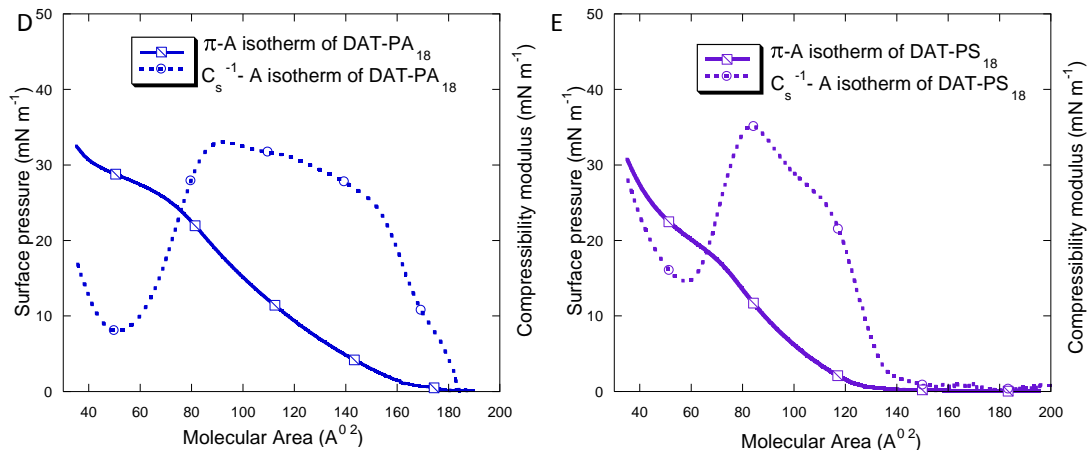 D
50
40
30
20
10
0
Surface pressure (mN m⁻¹)
π-A isotherm of DAT-PA₁₈
Cₛ⁻¹- A isotherm of DAT-PA₁₈
Compressibility modulus (mN m⁻¹)
40 60 80 100 120 140 160 180 200
Molecular Area (A⁰ ²)
E
50
40
30
20
10
0
Surface pressure (mN m⁻¹)
π-A isotherm of DAT-PS₁₈
Cₛ⁻¹- A isotherm of DAT-PS₁₈
Compressibility modulus (mN m⁻¹)
40 60 80 100 120 140 160 180 200
Molecular Area (A⁰ ²)